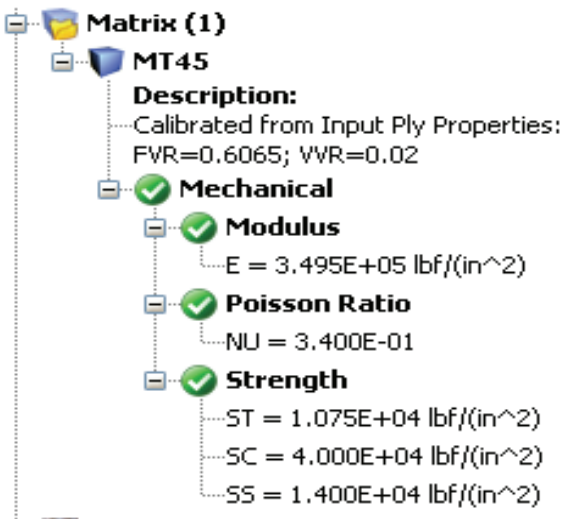 Matrix (1)
MT45
Description:
Calibrated from Input Ply Properties:
FVR=0.6065; VVR=0.02
Mechanical
Modulus
E = 3.495E+05 lbf/(in^2)
Poisson Ratio
NU = 3.400E-01
Strength
ST = 1.075E+04 lbf/(in^2)
SC = 4.000E+04 lbf/(in^2)
SS = 1.400E+04 lbf/(in^2)